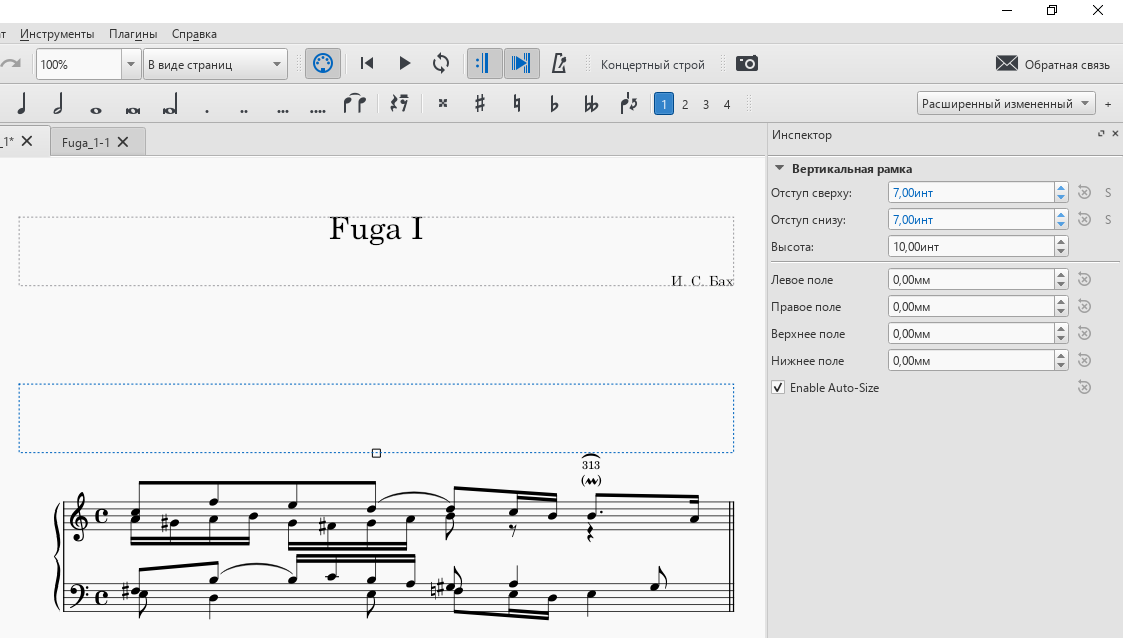 ат Инструменты Плагины Справка
100% В виде страниц Концертный строй Обратная связь
1 2 3 4 Расширенный измененный +
_1* Fuga_1-1
Инспектор
Вертикальная рамка
Отступ сверху: 7,00инт S
Отступ снизу: 7,00инт S
Высота: 10,00инт
Левое поле 0,00мм
Правое поле 0,00мм
Верхнее поле 0,00мм
Нижнее поле 0,00мм
Enable Auto-Size
Fuga I
И. С. Бах
313